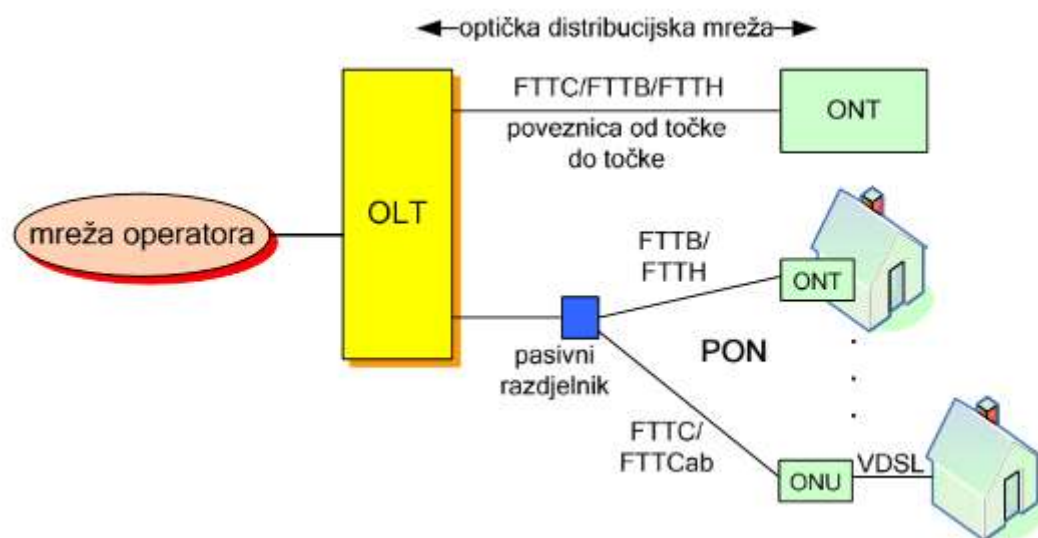 optička distribucijska mreža
FTTC/FTTB/FTTH
poveznica od točke
do točke
ONT
OLT
mreža operatora
FTTB/
FTTH
ONT
pasivni
razdjelnik
PON
FTTC/
FTTCab
ONU
VDSL